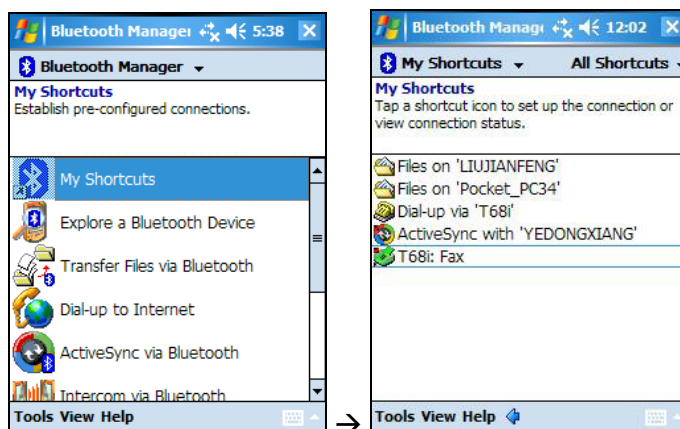 Bluetooth Manager 5:38
Bluetooth Manager
My Shortcuts
Establish pre-configured connections.
My Shortcuts
Explore a Bluetooth Device
Transfer Files via Bluetooth
Dial-up to Internet
ActiveSync via Bluetooth
Intercom via Bluetooth
Tools View Help
→
Bluetooth Manag 12:02
My Shortcuts All Shortcuts
My Shortcuts
Tap a shortcut icon to set up the connection or
view connection status.
Files on 'LIUJIANFENG'
Files on 'Pocket_PC34'
Dial-up via 'T68i'
ActiveSync with 'YEDONGXIANG'
T68i: Fax
Tools View Help